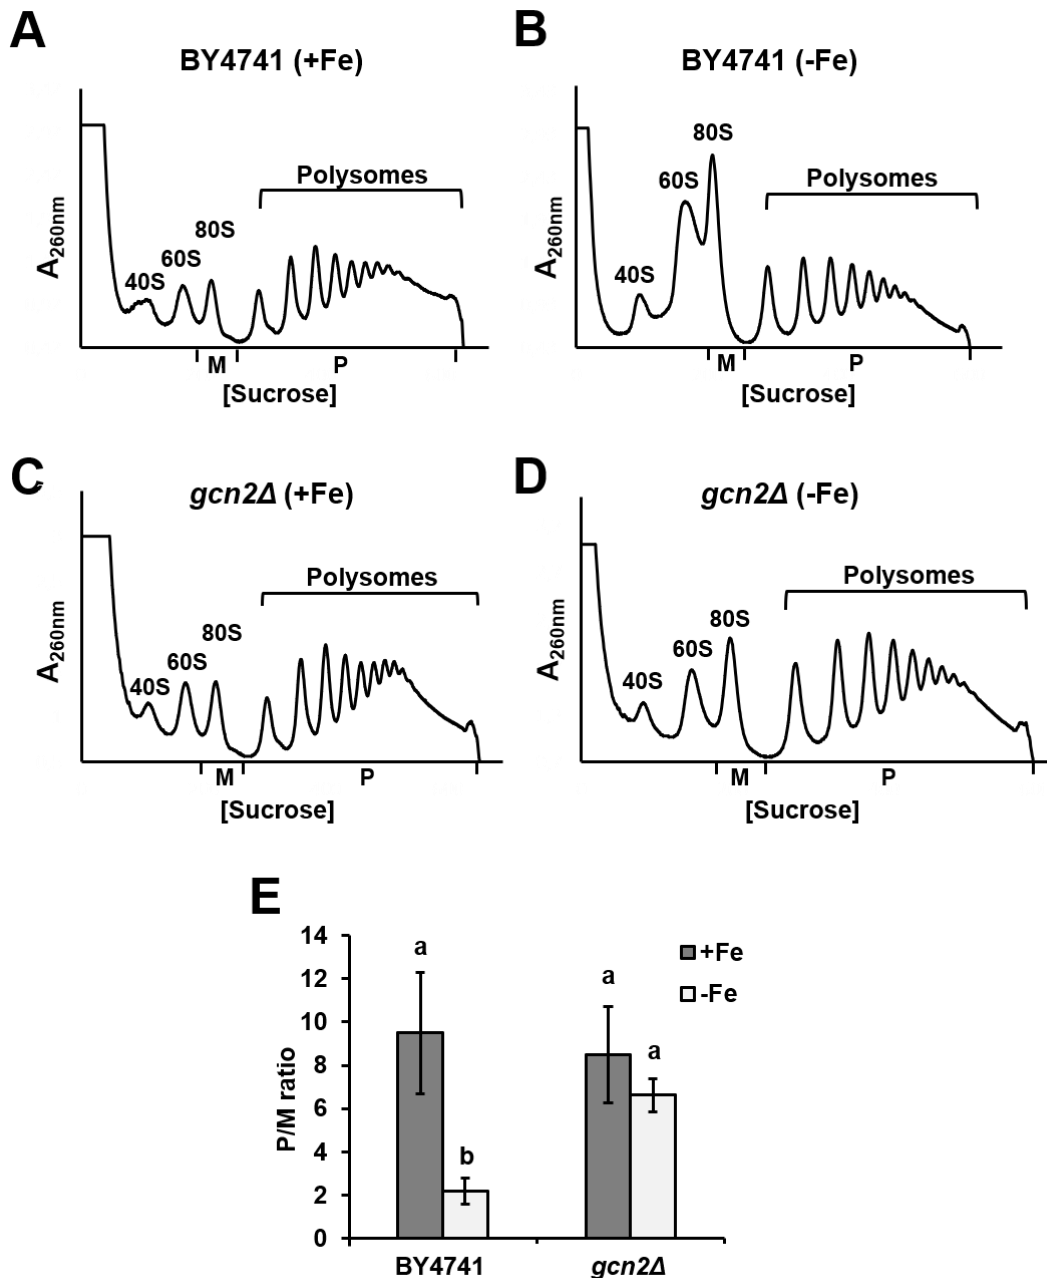 A
BY4741 (+Fe)
A260nm
40S
60S
80S
Polysomes
M
P
[Sucrose]
B
BY4741 (-Fe)
A260nm
40S
60S
80S
Polysomes
M
P
[Sucrose]
C
gcn2Δ (+Fe)
A260nm
40S
60S
80S
Polysomes
M
P
[Sucrose]
D
gcn2Δ (-Fe)
A260nm
40S
60S
80S
Polysomes
M
P
[Sucrose]
E
P/M ratio
14
12
10
8
6
4
2
0
a
b
a
a
+Fe
-Fe
BY4741
gcn2Δ